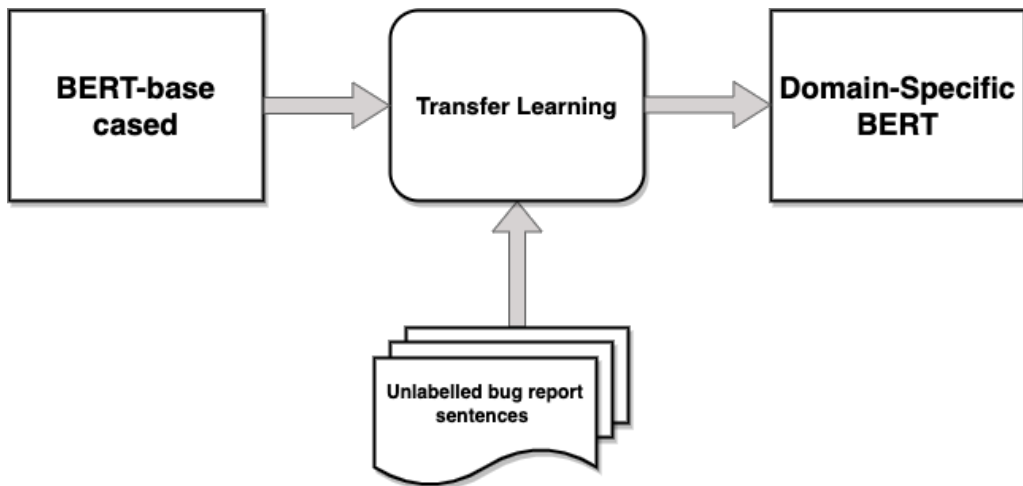 BERT-base
cased
Transfer Learning
Domain-Specific
BERT
Unlabelled bug report
sentences